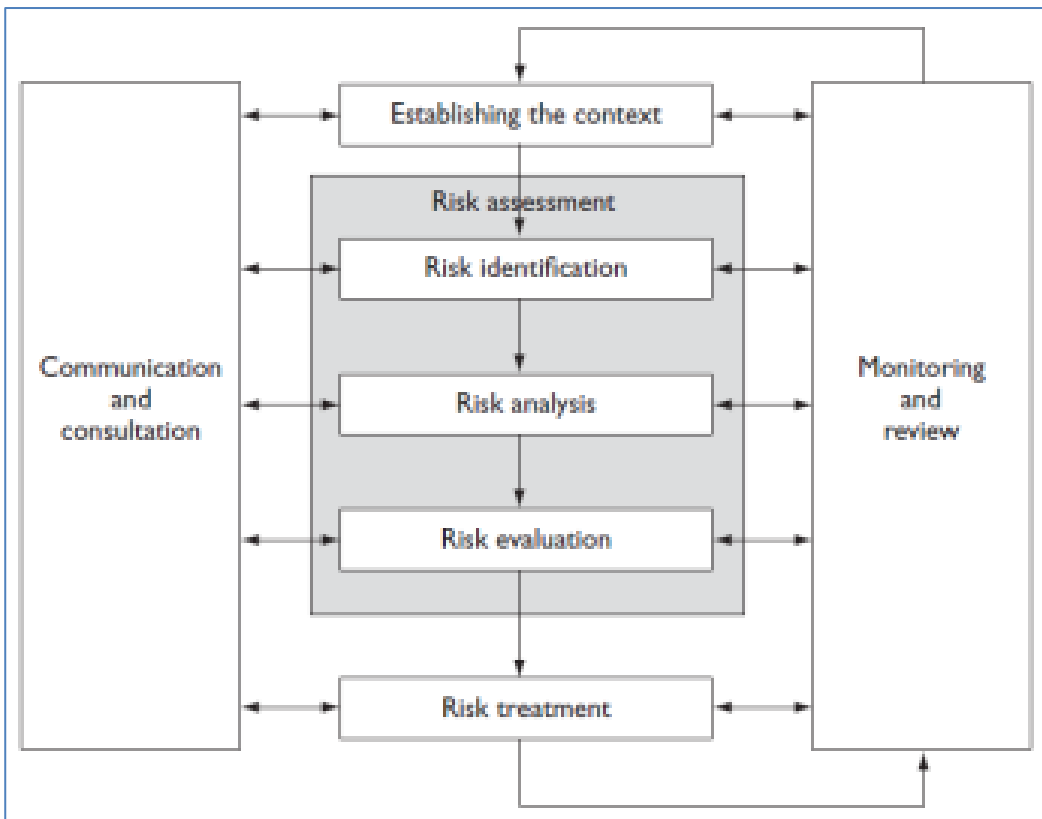 Establishing the context
Risk assessment
Risk identification
Communication
and
consultation
Risk analysis
Monitoring
and
review
Risk evaluation
Risk treatment